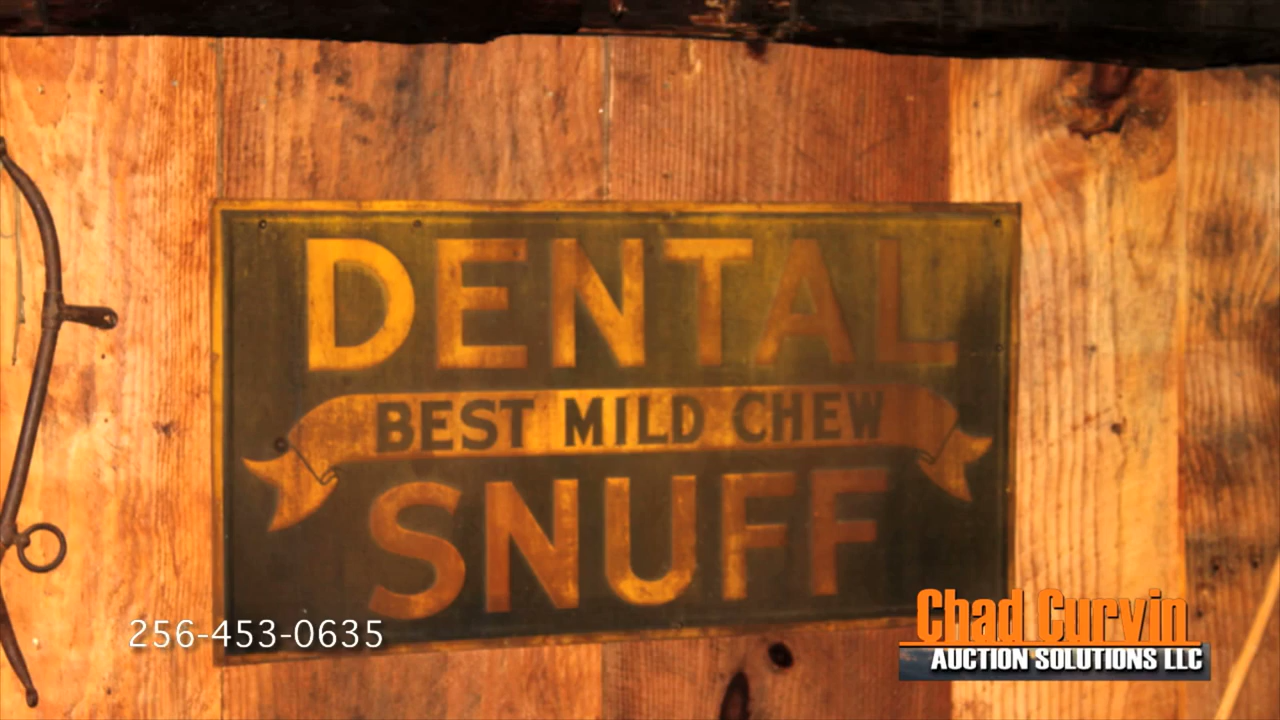 DENTAL
BEST MILD CHEW
SNUFF
256-453-0635
Chad Curvin
AUCTION SOLUTIONS LLC